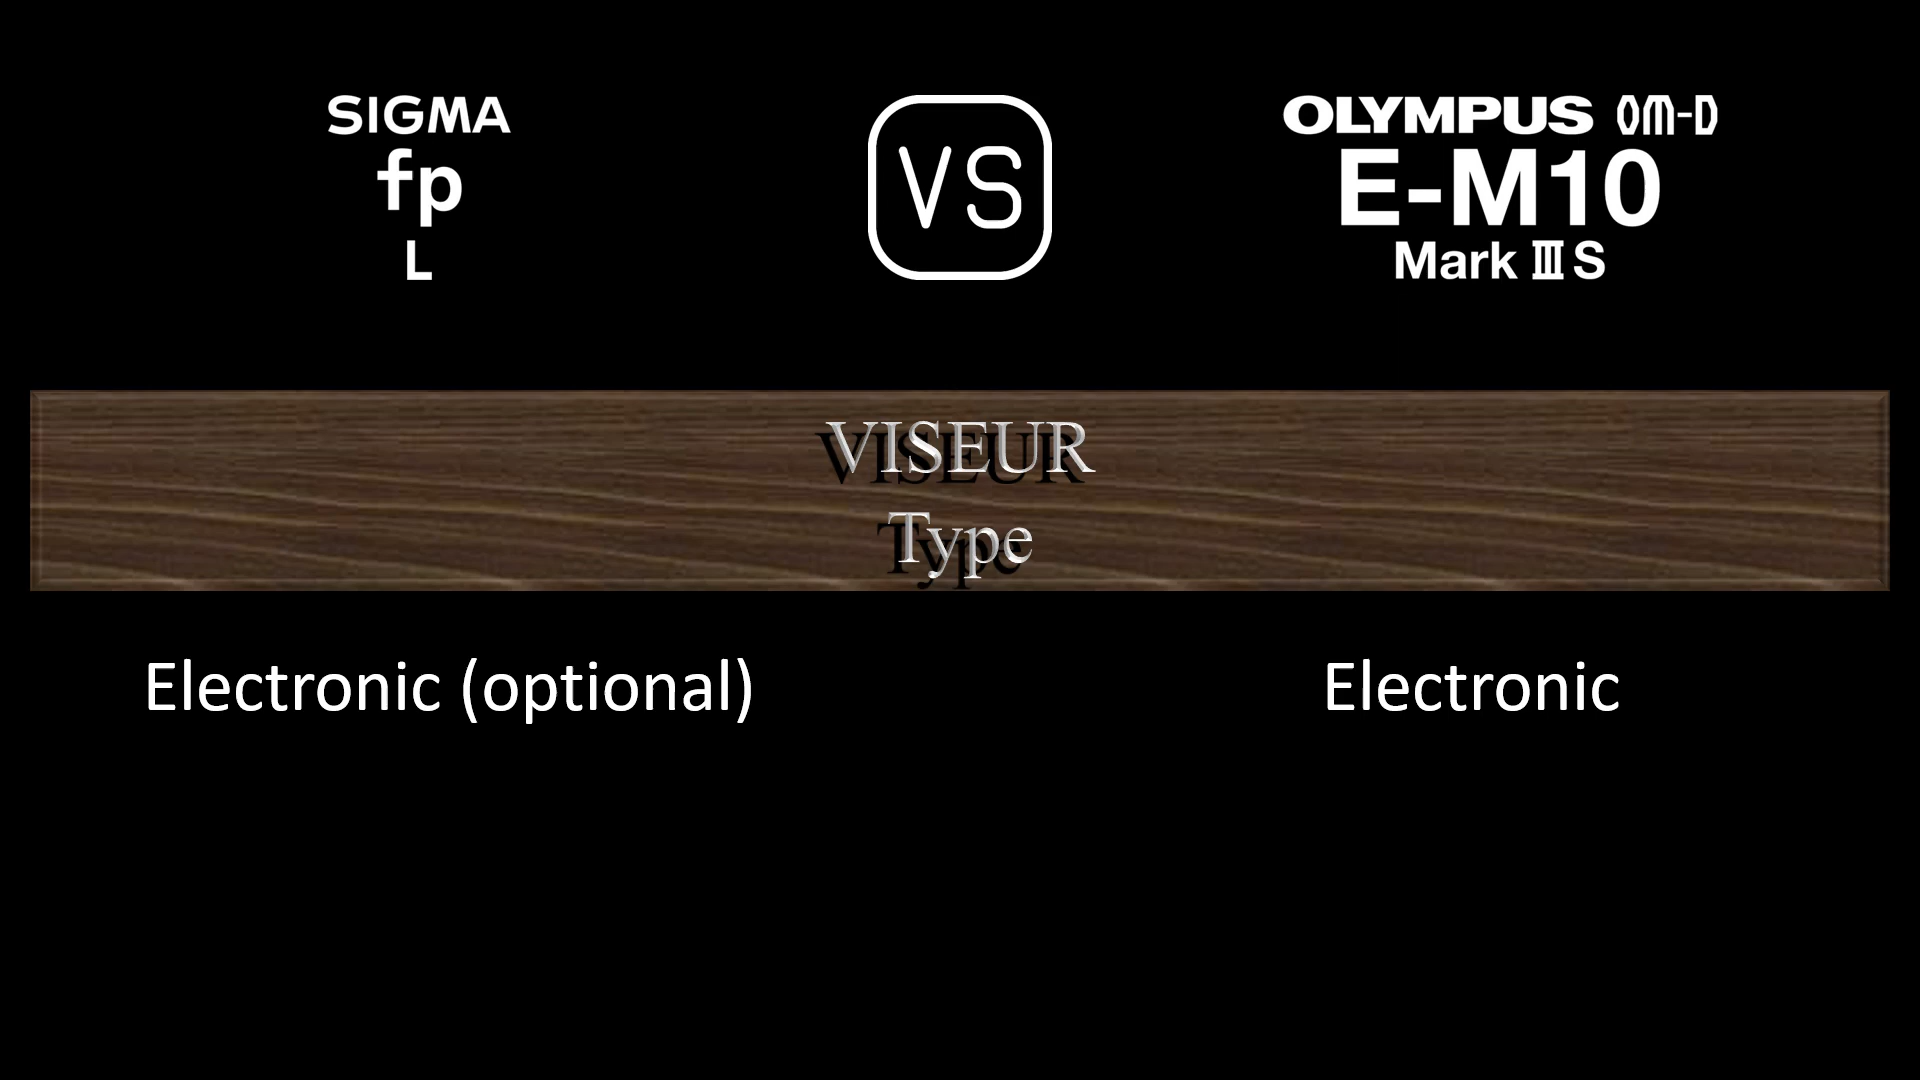 SIGMA
fp
L
VS
OLYMPUS OM-D
E-M10
Mark III S
VISEUR
Type
Electronic (optional)
Electronic